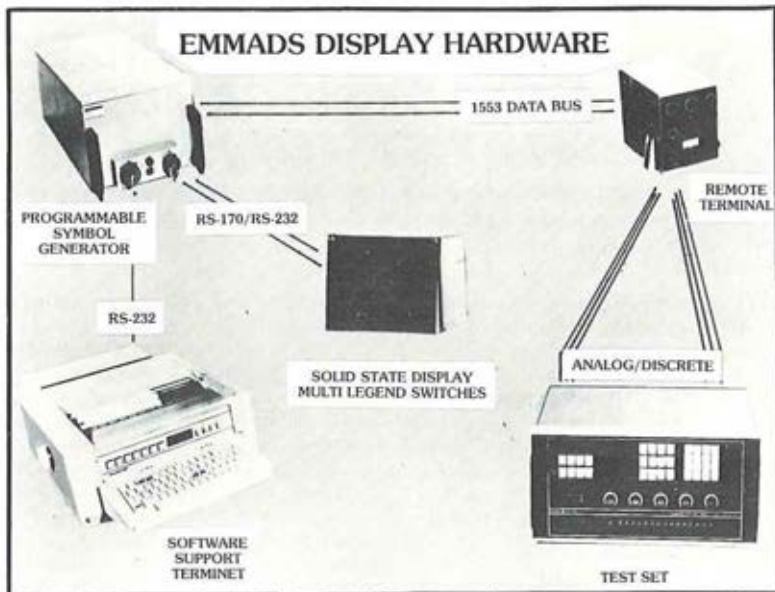 EMMADS DISPLAY HARDWARE
1553 DATA BUS
REMOTE
TERMINAL
PROGRAMMABLE
SYMBOL
GENERATOR
RS-170/RS-232
RS-232
SOLID STATE DISPLAY
MULTI LEGEND SWITCHES
ANALOG/DISCRETE
SOFTWARE
SUPPORT
TERMINET
TEST SET